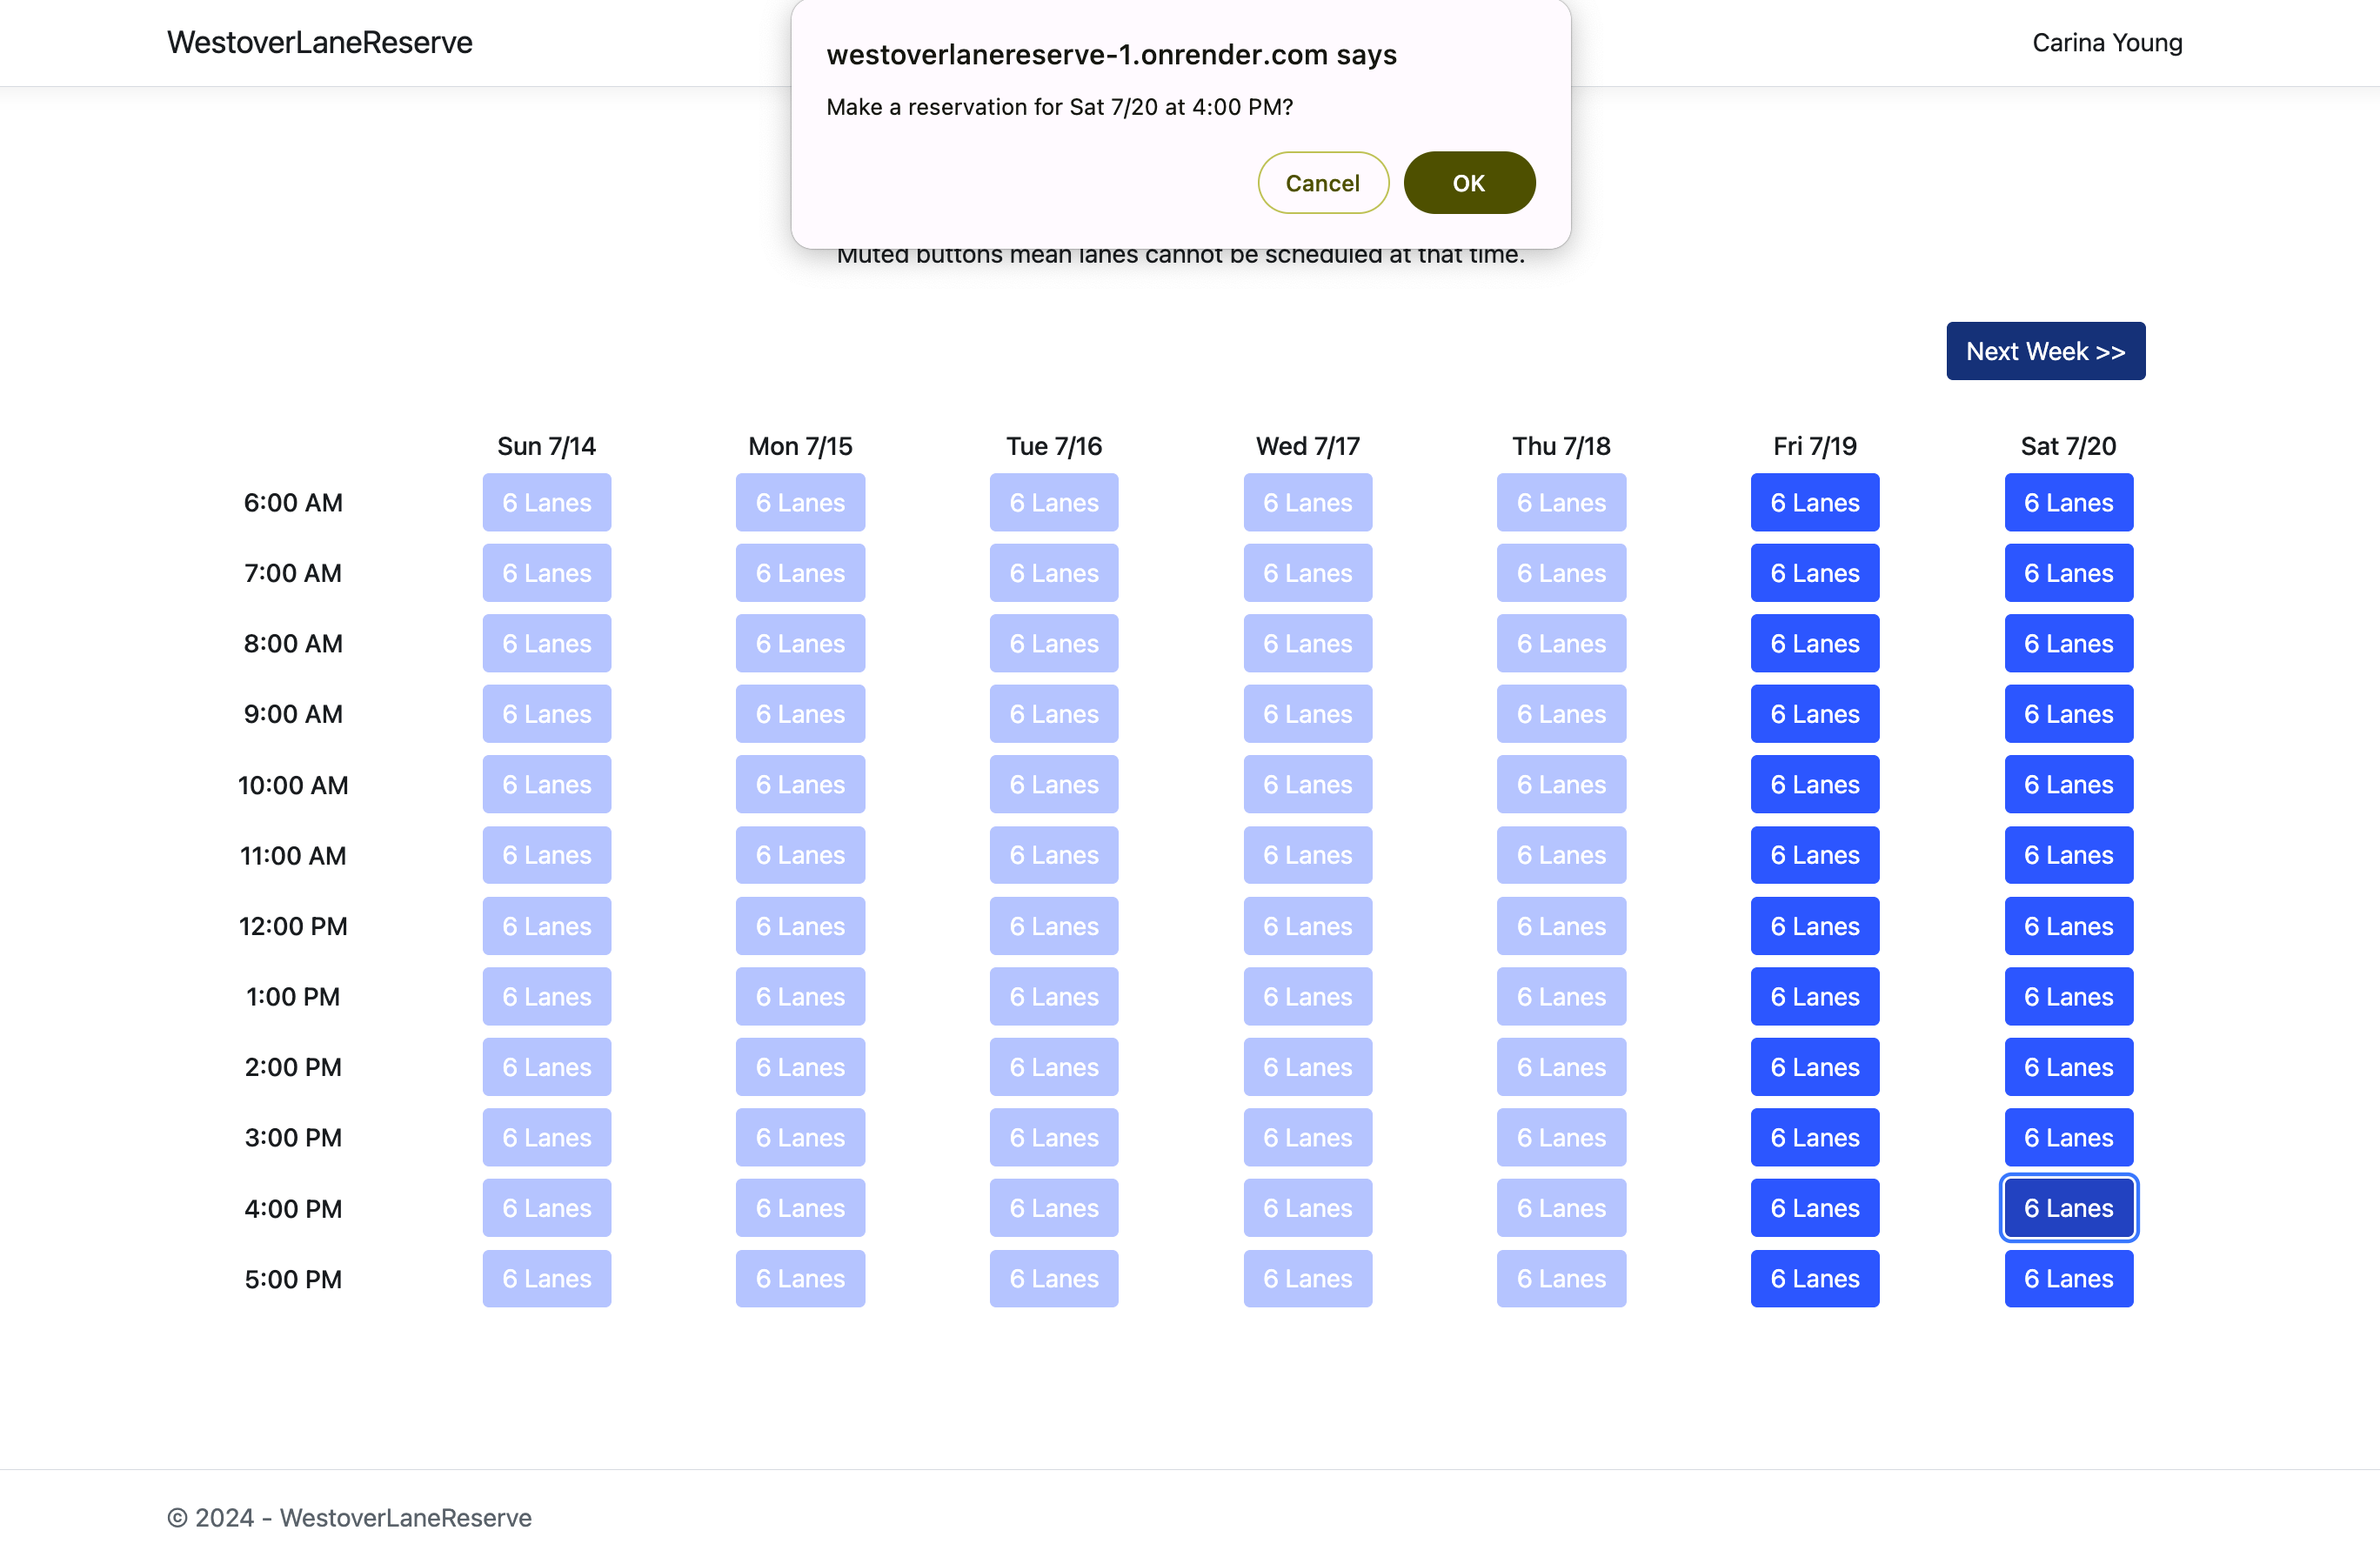 WestoverLaneReserve
Carina Young
westoverlanereserve-1.onrender.com says
Make a reservation for Sat 7/20 at 4:00 PM?
Cancel OK
Muted buttons mean lanes cannot be scheduled at that time.
Next Week >>
Sun 7/14 Mon 7/15 Tue 7/16 Wed 7/17 Thu 7/18 Fri 7/19 Sat 7/20
6:00 AM 6 Lanes 6 Lanes 6 Lanes 6 Lanes 6 Lanes 6 Lanes 6 Lanes
7:00 AM 6 Lanes 6 Lanes 6 Lanes 6 Lanes 6 Lanes 6 Lanes 6 Lanes
8:00 AM 6 Lanes 6 Lanes 6 Lanes 6 Lanes 6 Lanes 6 Lanes 6 Lanes
9:00 AM 6 Lanes 6 Lanes 6 Lanes 6 Lanes 6 Lanes 6 Lanes 6 Lanes
10:00 AM 6 Lanes 6 Lanes 6 Lanes 6 Lanes 6 Lanes 6 Lanes 6 Lanes
11:00 AM 6 Lanes 6 Lanes 6 Lanes 6 Lanes 6 Lanes 6 Lanes 6 Lanes
12:00 PM 6 Lanes 6 Lanes 6 Lanes 6 Lanes 6 Lanes 6 Lanes 6 Lanes
1:00 PM 6 Lanes 6 Lanes 6 Lanes 6 Lanes 6 Lanes 6 Lanes 6 Lanes
2:00 PM 6 Lanes 6 Lanes 6 Lanes 6 Lanes 6 Lanes 6 Lanes 6 Lanes
3:00 PM 6 Lanes 6 Lanes 6 Lanes 6 Lanes 6 Lanes 6 Lanes 6 Lanes
4:00 PM 6 Lanes 6 Lanes 6 Lanes 6 Lanes 6 Lanes 6 Lanes 6 Lanes
5:00 PM 6 Lanes 6 Lanes 6 Lanes 6 Lanes 6 Lanes 6 Lanes 6 Lanes
© 2024 - WestoverLaneReserve